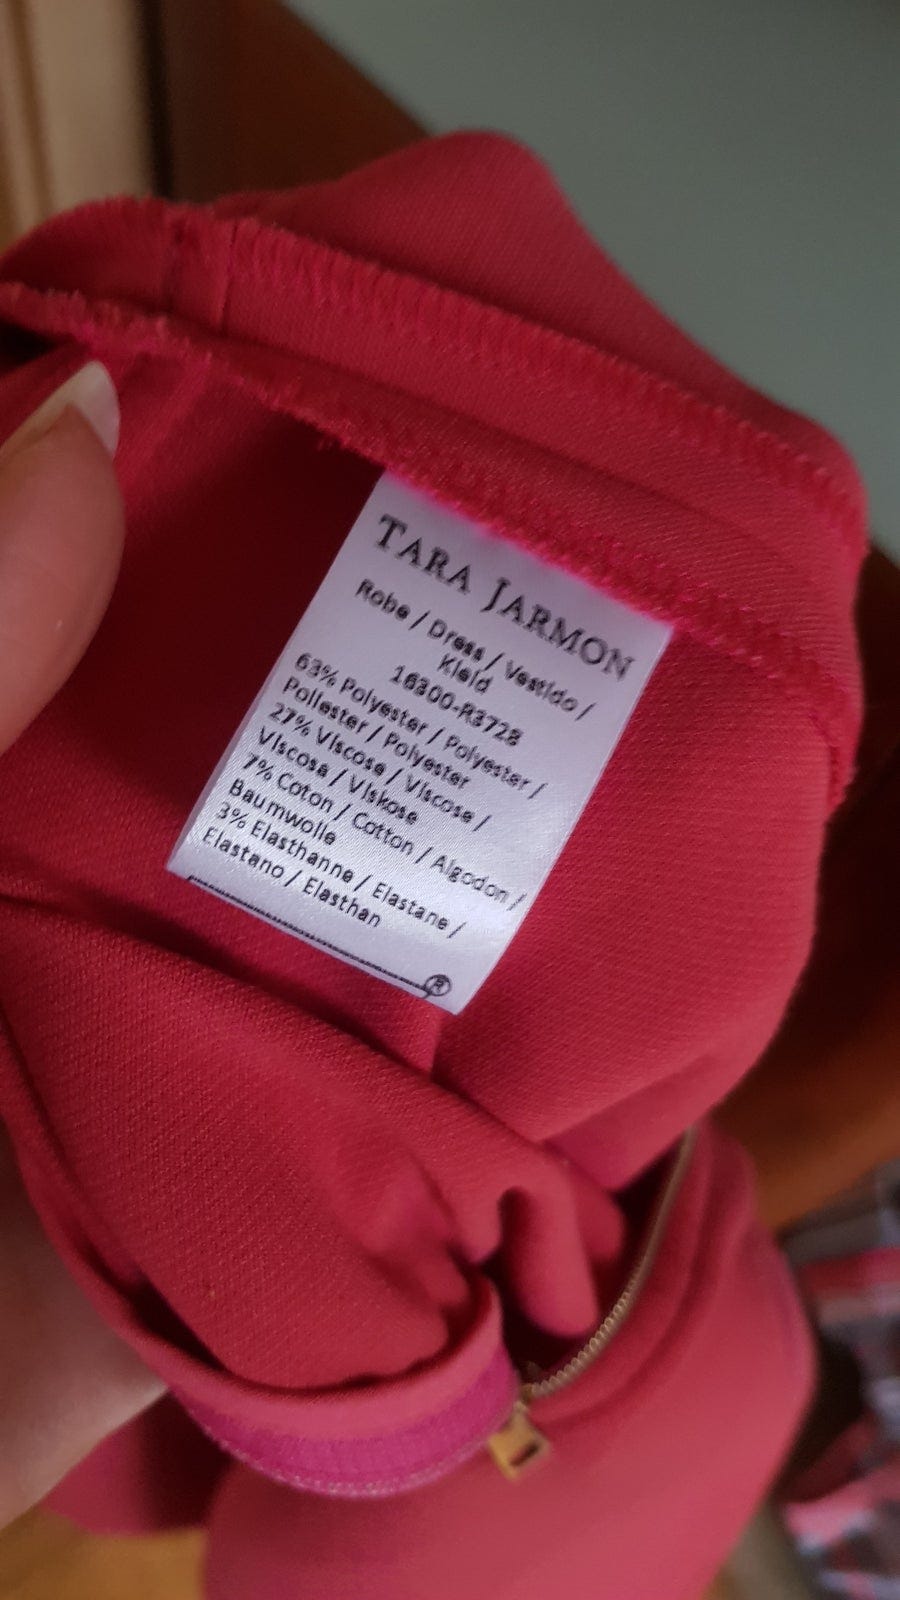 TARA JARMON
Robe / Dress / Vestido /
Kleid
16300-R3728
63% Polyester / Polyester /
Poliester / Polyester
27% Viscose / Viscose /
Viscosa / Viskose
7% Coton / Cotton / Algodon /
Baumwolle
3% Elasthanne / Elastane /
Elastano / Elasthan
®